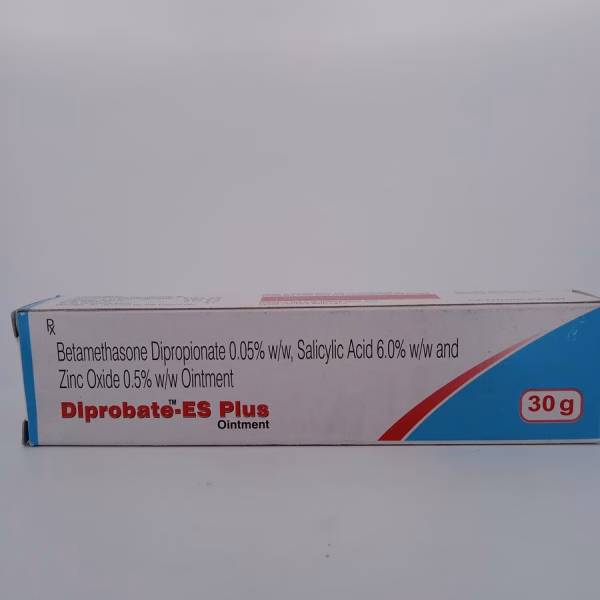 Rx
Betamethasone Dipropionate 0.05% w/w, Salicylic Acid 6.0% w/w and
Zinc Oxide 0.5% w/w Ointment
Diprobate™-ES Plus
Ointment
30 g